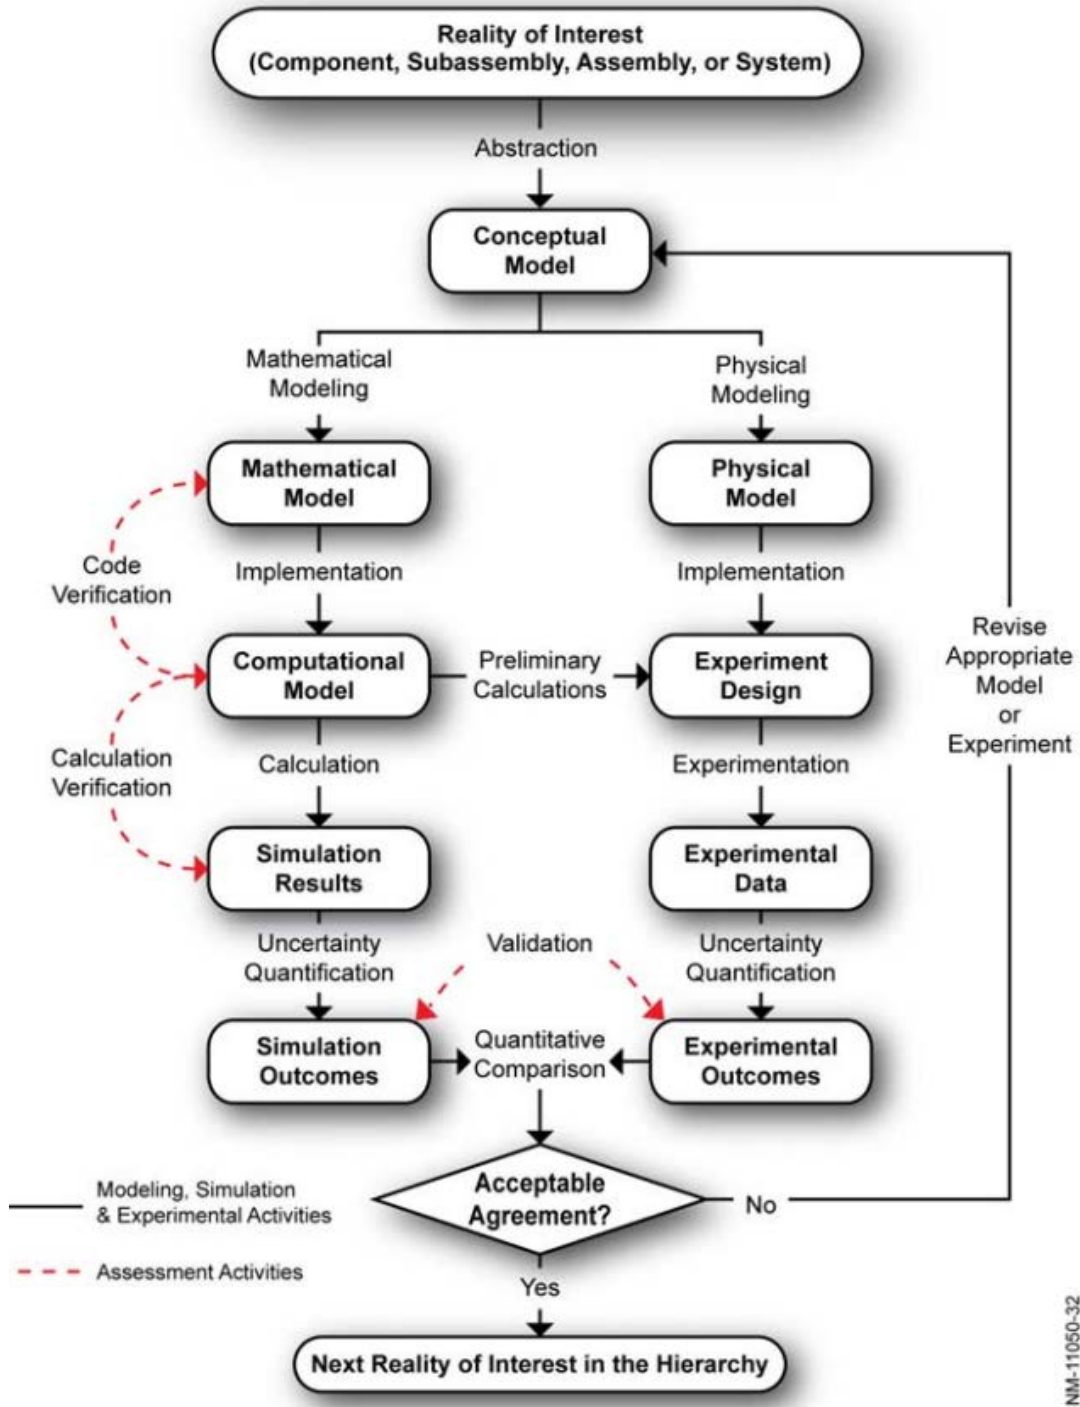 Reality of Interest
(Component, Subassembly, Assembly, or System)
Abstraction
Conceptual
Model
Mathematical
Modeling
Physical
Modeling
Mathematical
Model
Physical
Model
Code
Verification
Implementation
Implementation
Computational
Model
Preliminary
Calculations
Experiment
Design
Revise
Appropriate
Model
or
Experiment
Calculation
Verification
Calculation
Experimentation
Simulation
Results
Experimental
Data
Uncertainty
Quantification
Validation
Uncertainty
Quantification
Simulation
Outcomes
Quantitative
Comparison
Experimental
Outcomes
Acceptable
Agreement?
No
Modeling, Simulation
& Experimental Activities
Assessment Activities
Yes
Next Reality of Interest in the Hierarchy
NM-11050-32